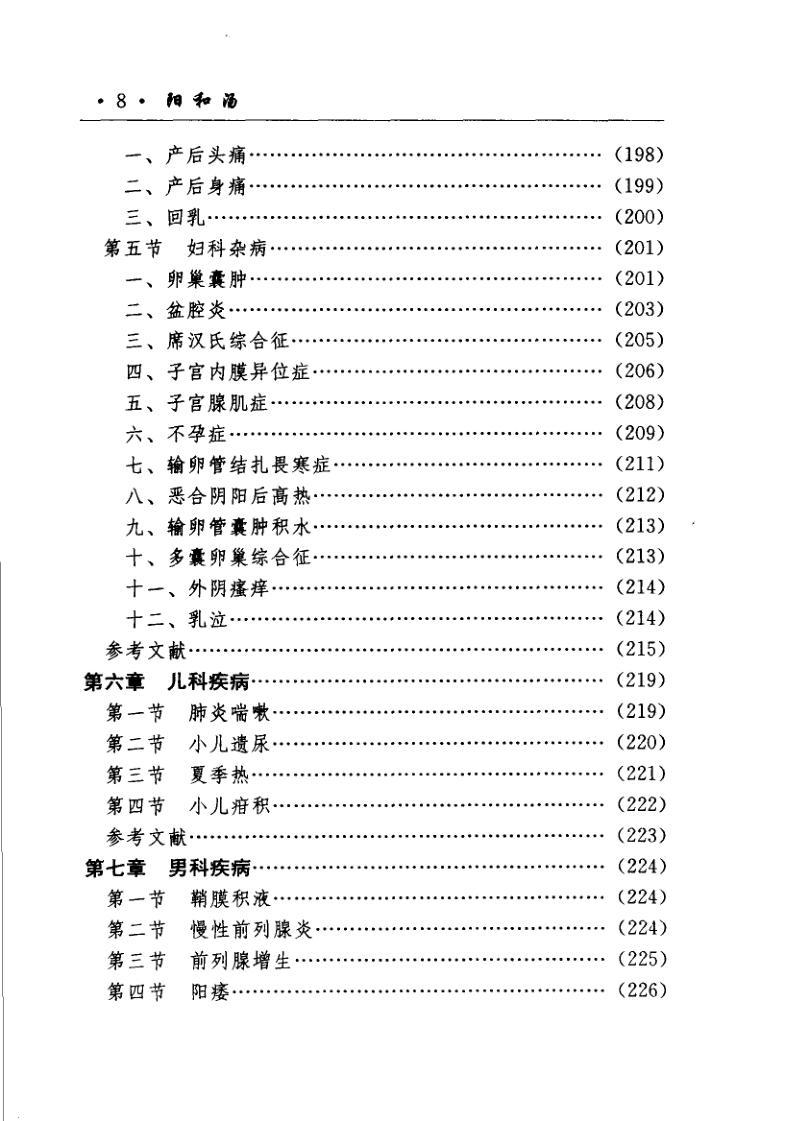 ·8· 阳和汤
一、产后头痛……………………………………………(198)
二、产后身痛……………………………………………(199)
三、回乳…………………………………………………(200)
第五节 妇科杂病…………………………………………(201)
一、卵巢囊肿……………………………………………(201)
二、盆腔炎………………………………………………(203)
三、席汉氏综合征………………………………………(205)
四、子宫内膜异位症……………………………………(206)
五、子宫腺肌症…………………………………………(208)
六、不孕症………………………………………………(209)
七、输卵管结扎畏寒症…………………………………(211)
八、恶合阴阳后高热……………………………………(212)
九、输卵管囊肿积水……………………………………(213)
十、多囊卵巢综合征……………………………………(213)
十一、外阴瘙痒…………………………………………(214)
十二、乳泣………………………………………………(214)
参考文献……………………………………………………(215)
第六章 儿科疾病……………………………………………(219)
第一节 肺炎喘嗽…………………………………………(219)
第二节 小儿遗尿…………………………………………(220)
第三节 夏季热……………………………………………(221)
第四节 小儿疳积…………………………………………(222)
参考文献……………………………………………………(223)
第七章 男科疾病……………………………………………(224)
第一节 鞘膜积液…………………………………………(224)
第二节 慢性前列腺炎……………………………………(224)
第三节 前列腺增生………………………………………(225)
第四节 阳痿………………………………………………(226)